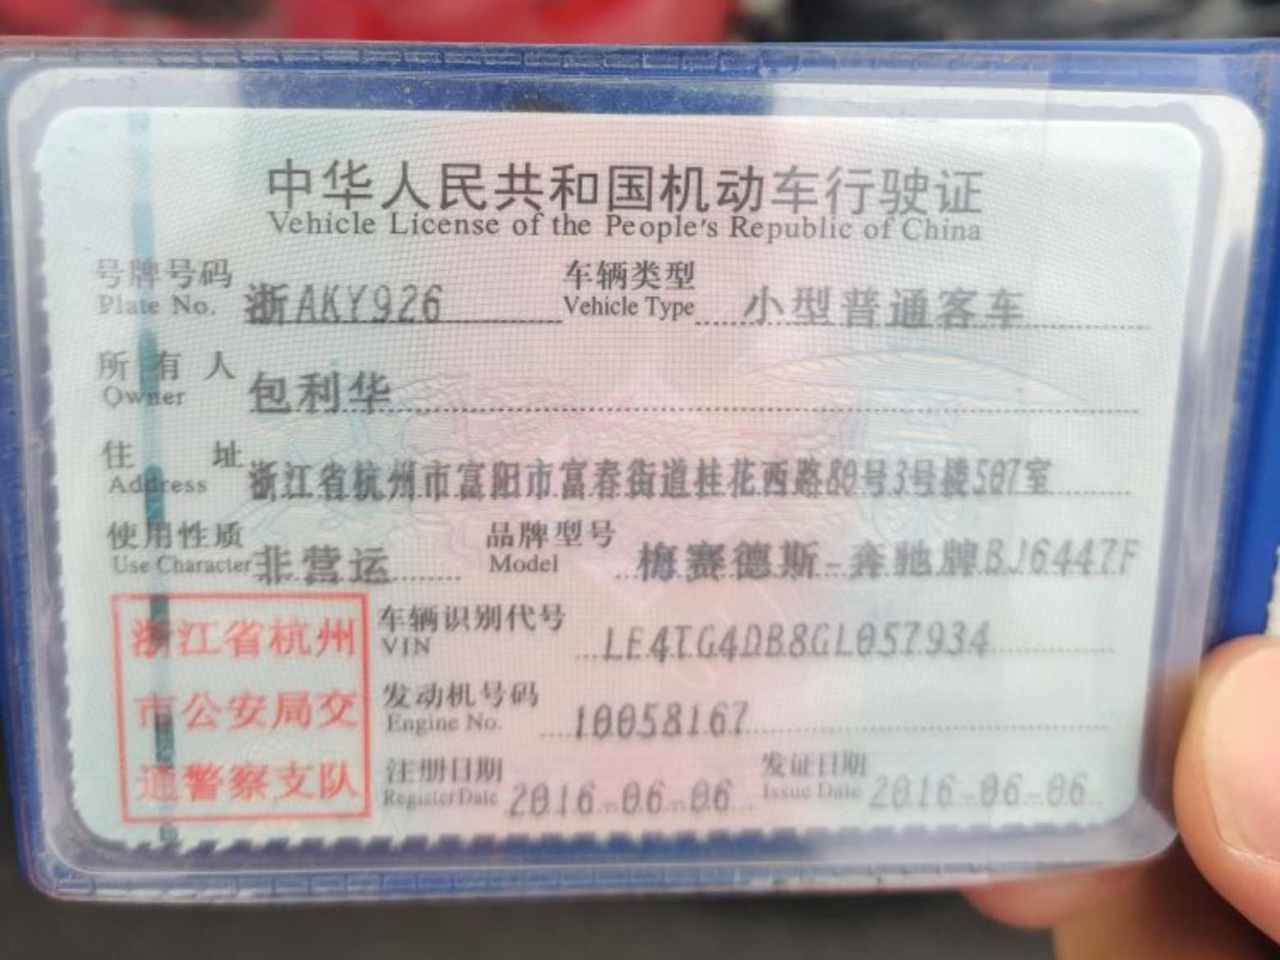 中华人民共和国机动车行驶证
Vehicle License of the People's Republic of China
号牌号码 浙AKY926 车辆类型 小型普通客车
Plate No. Vehicle Type
所有人 包利华
Owner
住址 浙江省杭州市富阳市富春街道桂花西路80号3号楼507室
Address
使用性质 非营运 品牌型号 梅赛德斯-奔驰牌BJ6447F
Use Character Model
浙江省杭州
市公安局交
通警察支队
车辆识别代号 LE4TG4DB8GL057934
VIN
发动机号码 10058167
Engine No.
注册日期 2016-06-06 发证日期 2016-06-06
Register Date Issue Date